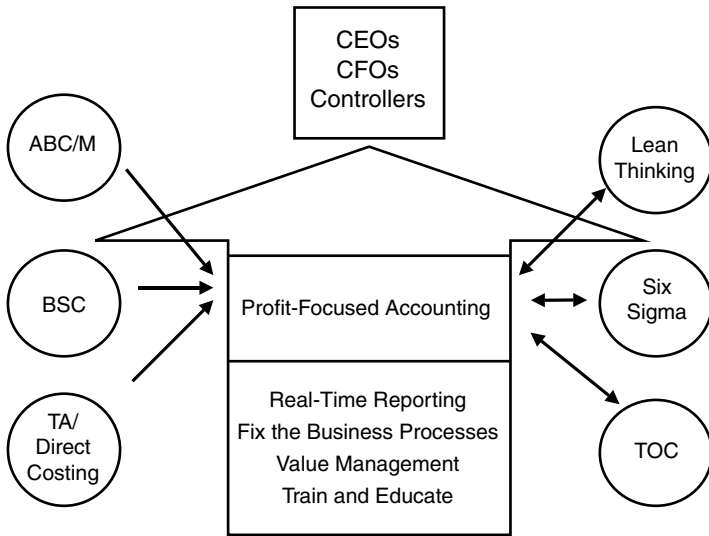 CEOs
CFOs
Controllers
ABC/M
Lean
Thinking
BSC
Profit-Focused Accounting
Six
Sigma
TA/
Direct
Costing
Real-Time Reporting
Fix the Business Processes
Value Management
Train and Educate
TOC